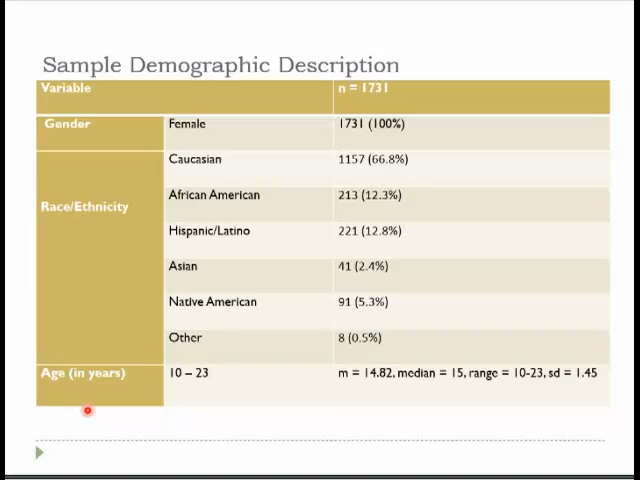 Sample Demographic Description
Variable n = 1731
Gender Female 1731 (100%)
Caucasian 1157 (66.8%)
African American 213 (12.3%)
Race/Ethnicity
Hispanic/Latino 221 (12.8%)
Asian 41 (2.4%)
Native American 91 (5.3%)
Other 8 (0.5%)
Age (in years) 10 – 23 m = 14.82, median = 15, range = 10-23, sd = 1.45